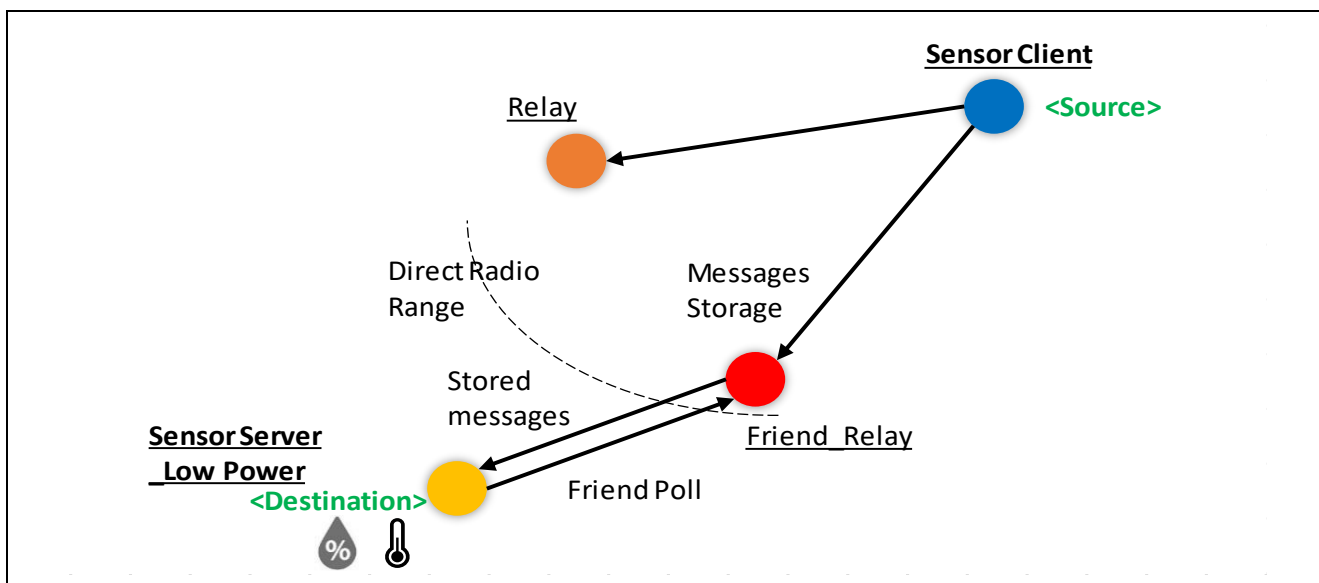 Sensor Client
<Source>
Relay
Direct Radio
Range
Messages
Storage
Stored
messages
Sensor Server
_Low Power
<Destination>
Friend_Relay
Friend Poll
%